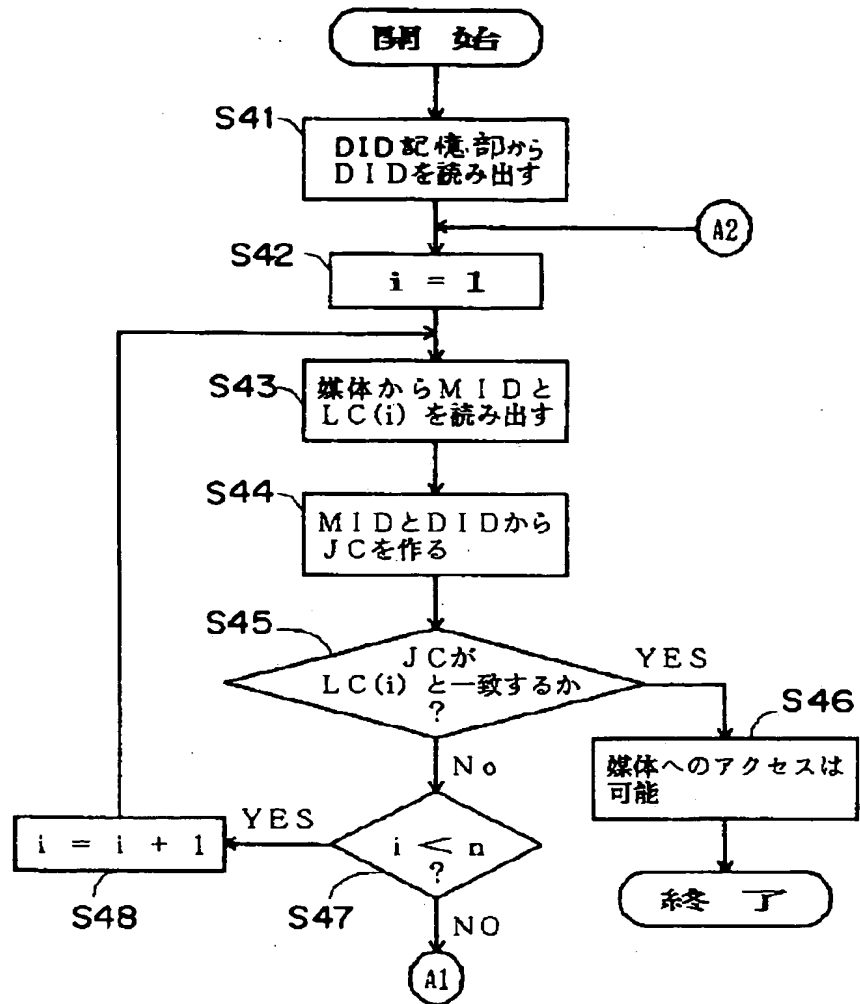 開始
S41
DID記憶部から
DIDを読み出す
A2
S42
i = 1
S43
媒体からMIDと
LC(i) を読み出す
S44
MIDとDIDから
JCを作る
S45
JCが
LC(i) と一致するか
?
YES
S46
媒体へのアクセスは
可能
No
YES
i < n
?
i = i + 1
S48
S47
NO
終了
A1